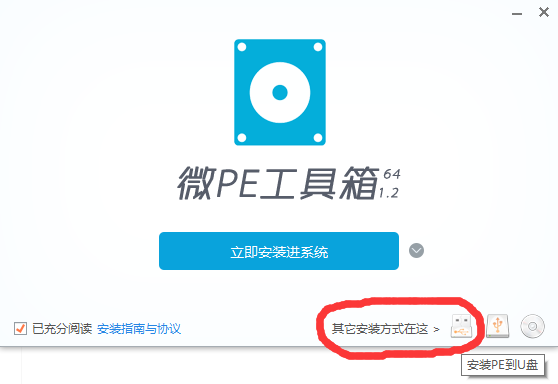 微PE工具箱 64
1.2
立即安装进系统
已充分阅读 安装指南与协议
其它安装方式在这 >
安装PE到U盘